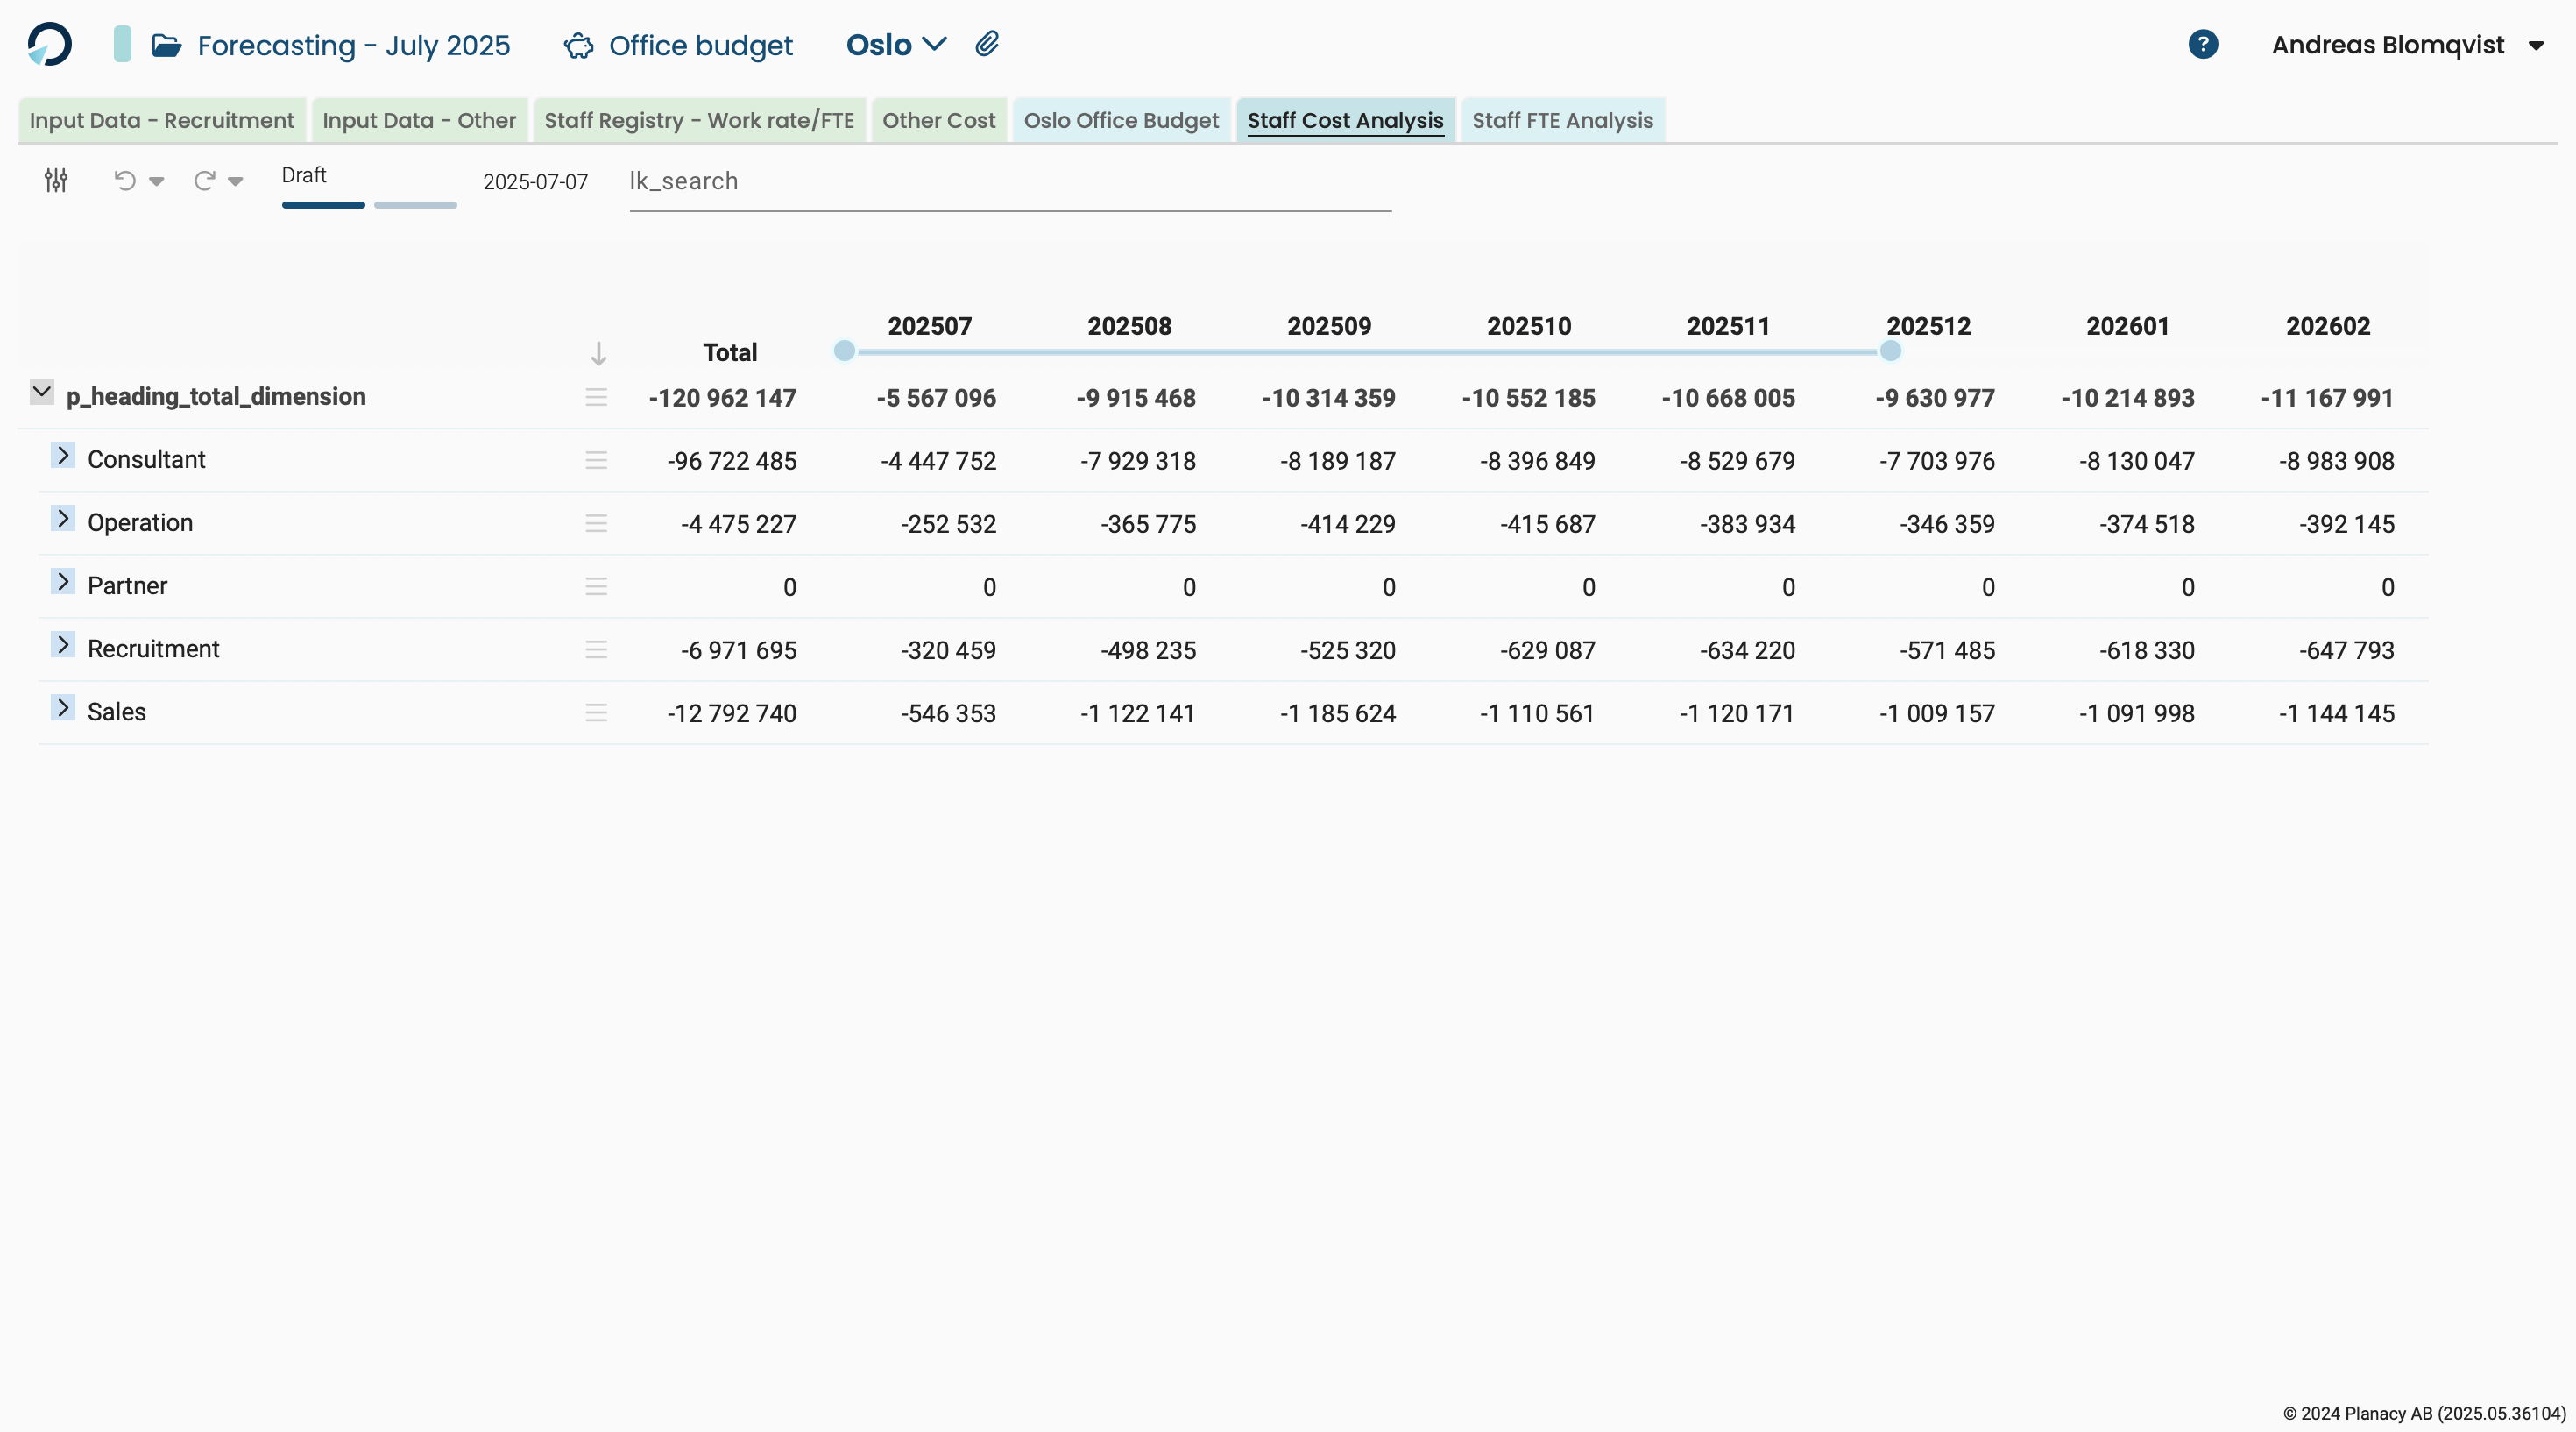 Forecasting - July 2025 Office budget Oslo ? Andreas Blomqvist
Input Data - Recruitment Input Data - Other Staff Registry - Work rate/FTE Other Cost Oslo Office Budget Staff Cost Analysis Staff FTE Analysis
Draft 2025-07-07 lk_search
Total 202507 202508 202509 202510 202511 202512 202601 202602
p_heading_total_dimension -120 962 147 -5 567 096 -9 915 468 -10 314 359 -10 552 185 -10 668 005 -9 630 977 -10 214 893 -11 167 991
Consultant -96 722 485 -4 447 752 -7 929 318 -8 189 187 -8 396 849 -8 529 679 -7 703 976 -8 130 047 -8 983 908
Operation -4 475 227 -252 532 -365 775 -414 229 -415 687 -383 934 -346 359 -374 518 -392 145
Partner 0 0 0 0 0 0 0 0 0
Recruitment -6 971 695 -320 459 -498 235 -525 320 -629 087 -634 220 -571 485 -618 330 -647 793
Sales -12 792 740 -546 353 -1 122 141 -1 185 624 -1 110 561 -1 120 171 -1 009 157 -1 091 998 -1 144 145
© 2024 Planacy AB (2025.05.36104)